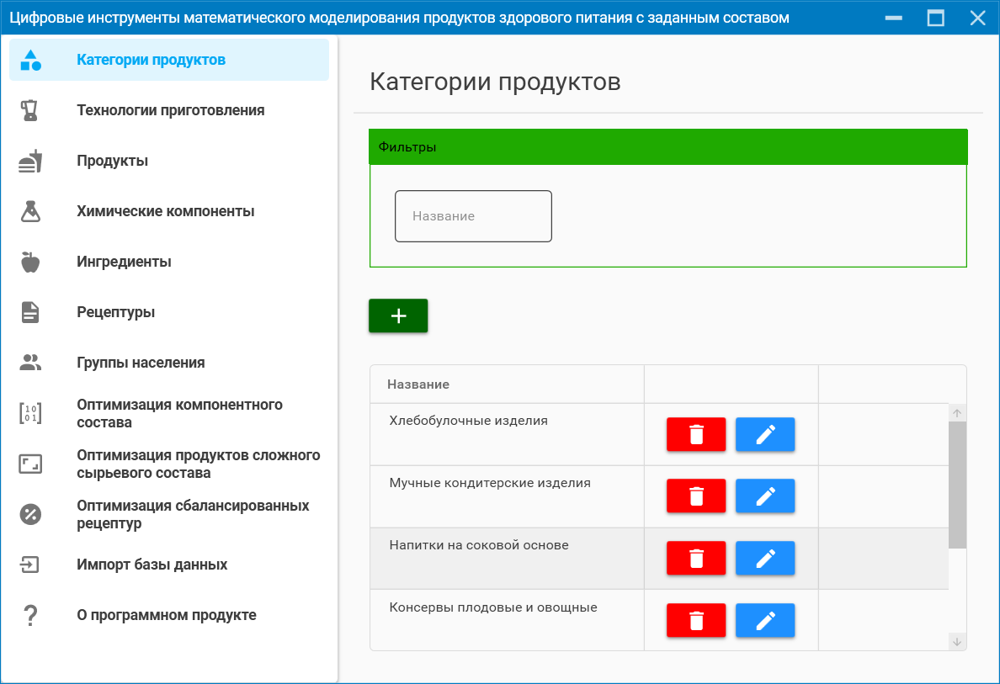 Цифровые инструменты математического моделирования продуктов здорового питания с заданным составом
Категории продуктов
Технологии приготовления
Продукты
Химические компоненты
Ингредиенты
Рецептуры
Группы населения
Оптимизация компонентного
состава
Оптимизация продуктов сложного
сырьевого состава
Оптимизация сбалансированных
рецептур
Импорт базы данных
О программном продукте
Категории продуктов
Фильтры
Название
Название
Хлебобулочные изделия
Мучные кондитерские изделия
Напитки на соковой основе
Консервы плодовые и овощные